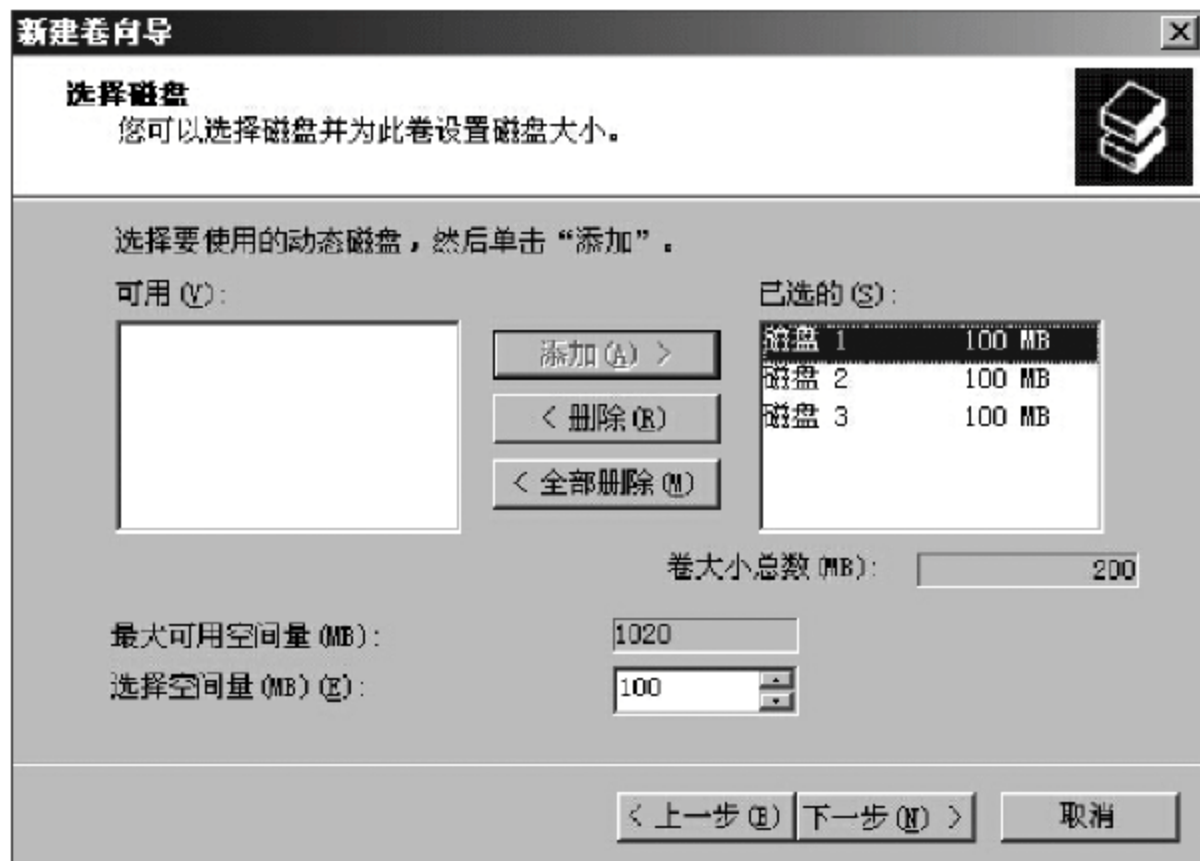 新建卷向导
选择磁盘
您可以选择磁盘并为此卷设置磁盘大小。
选择要使用的动态磁盘，然后单击“添加”。
可用(V):
已选的(S):
添加(A) >
< 删除(R)
< 全部删除(M)
磁盘 1 100 MB
磁盘 2 100 MB
磁盘 3 100 MB
卷大小总数(MB): 200
最大可用空间量(MB): 1020
选择空间量(MB)(E): 100
< 上一步(B) 下一步(N) > 取消